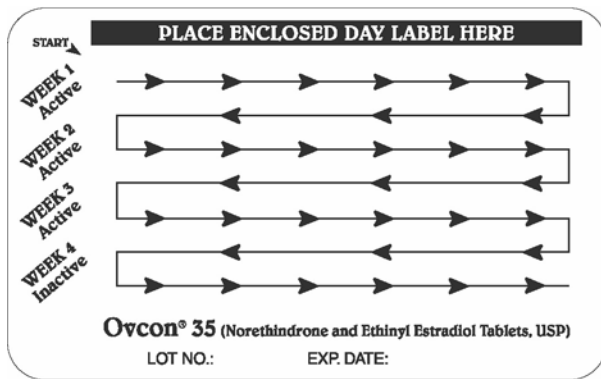 PLACE ENCLOSED DAY LABEL HERE
START
WEEK 1
Active
WEEK 2
Active
WEEK 3
Active
WEEK 4
Inactive
Ovcon® 35 (Norethindrone and Ethinyl Estradiol Tablets, USP)
LOT NO.: EXP. DATE: